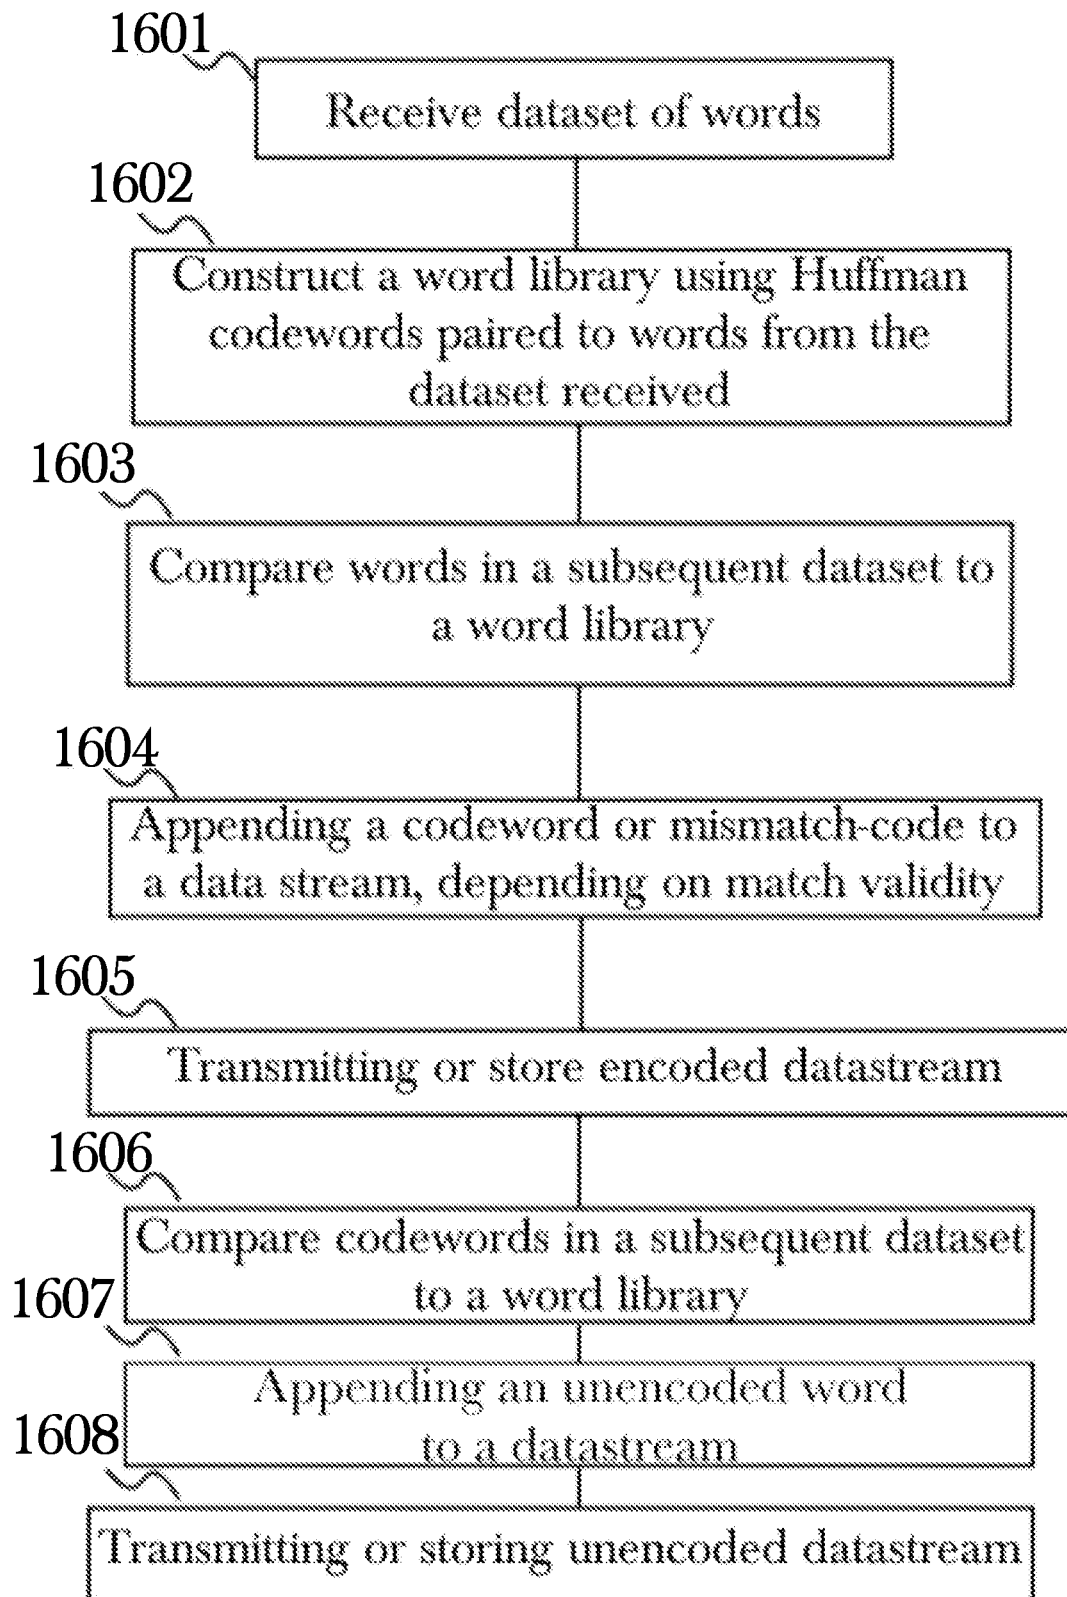 1601
Receive dataset of words
1602
Construct a word library using Huffman
codewords paired to words from the
dataset received
1603
Compare words in a subsequent dataset to
a word library
1604
Appending a codeword or mismatch-code to
a data stream, depending on match validity
1605
Transmitting or store encoded datastream
1606
Compare codewords in a subsequent dataset
to a word library
1607
Appending an unencoded word
to a datastream
1608
Transmitting or storing unencoded datastream